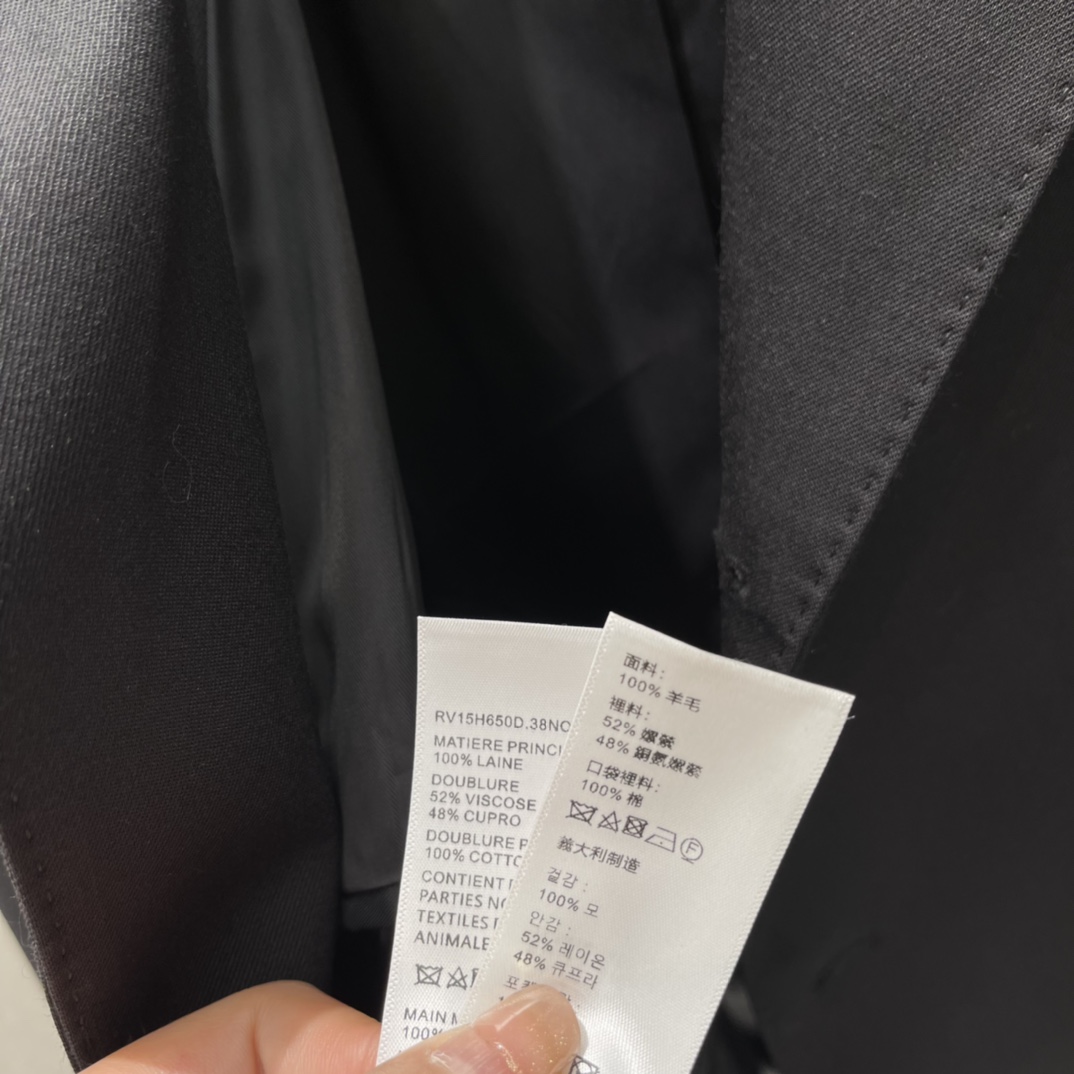 RV15H650D.38NO
MATIERE PRINCI
100% LAINE
DOUBLURE
52% VISCOSE
48% CUPRO
DOUBLURE P
100% COTTO
CONTIENT
PARTIES NO
TEXTILES
ANIMALE
MAIN
100%
面料:
100% 羊毛
裡料:
52% 嫘縈
48% 銅氨嫘縈
口袋裡料:
100% 棉
F
義大利制造
겉감 :
100% 모
안감 :
52% 레이온
48% 큐프라